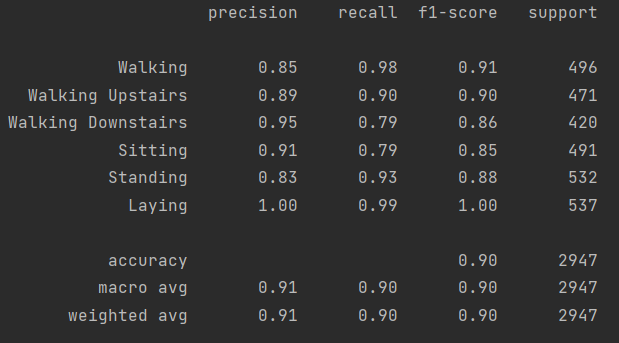 precision recall f1-score support
Walking 0.85 0.98 0.91 496
Walking Upstairs 0.89 0.90 0.90 471
Walking Downstairs 0.95 0.79 0.86 420
Sitting 0.91 0.79 0.85 491
Standing 0.83 0.93 0.88 532
Laying 1.00 0.99 1.00 537
accuracy 0.90 2947
macro avg 0.91 0.90 0.90 2947
weighted avg 0.91 0.90 0.90 2947